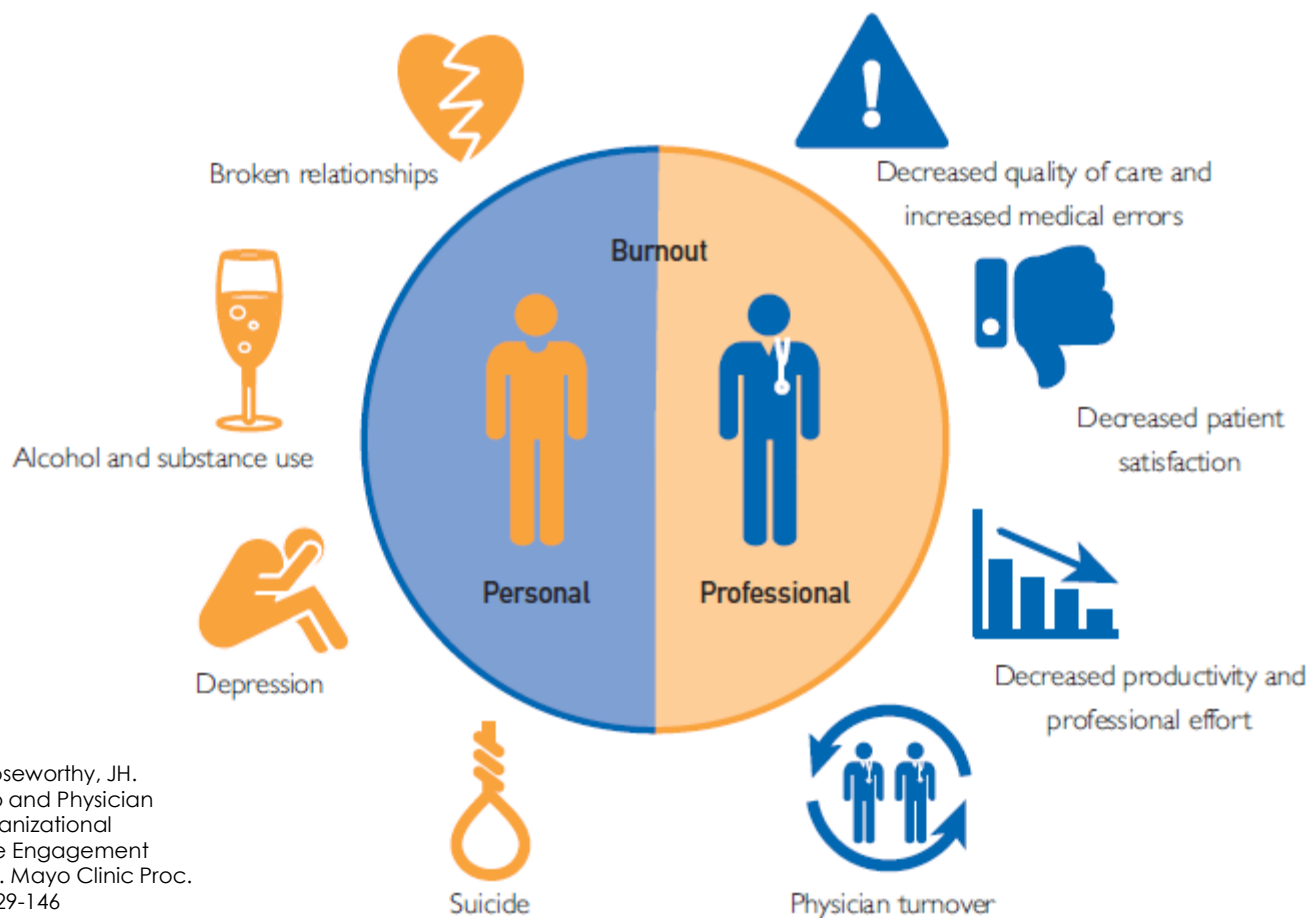 Broken relationships
Decreased quality of care and
increased medical errors
Burnout
Alcohol and substance use
Decreased patient
satisfaction
Personal
Professional
Depression
Decreased productivity and
professional effort
Suicide
Physician turnover
oseworthy, JH.
o and Physician
anizational
e Engagement
. Mayo Clinic Proc.
29-146